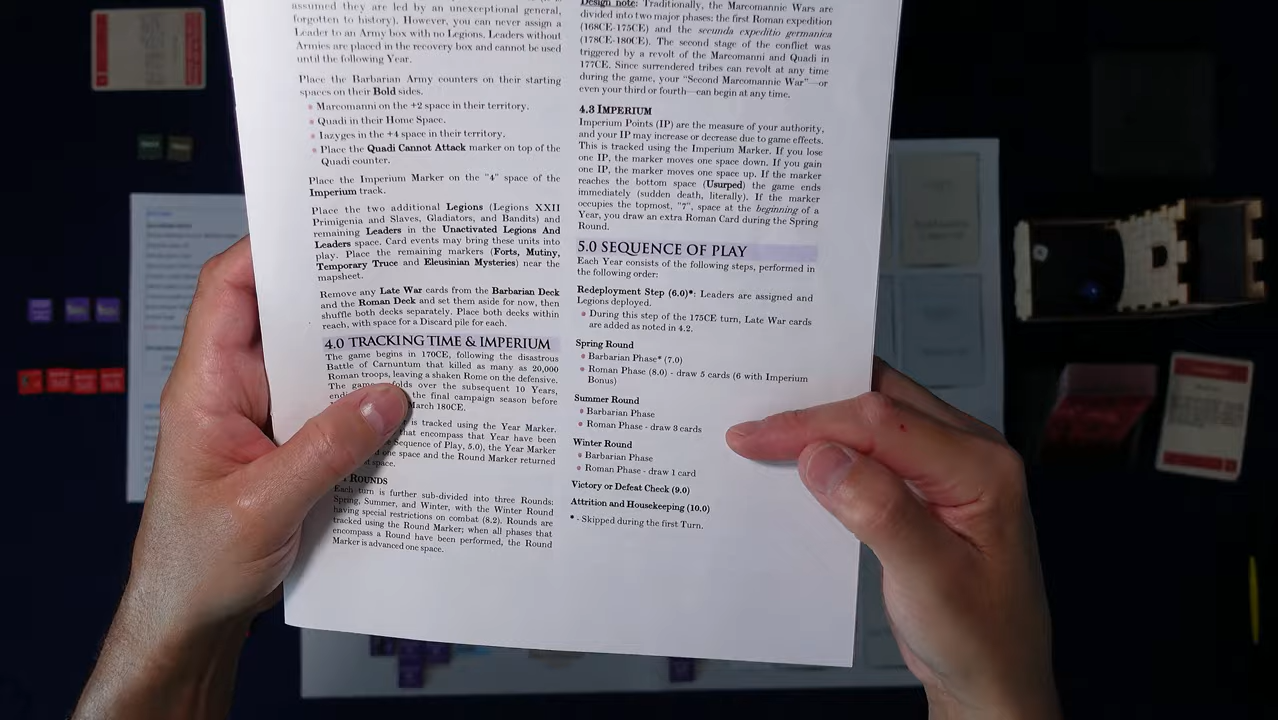 assumed they are led by an unexceptional general,
forgotten to history). However, you can never assign a
Leader to an Army box with no Legions. Leaders without
Armies are placed in the recovery box and cannot be used
until the following Year.
Place the Barbarian Army counters on their starting
spaces on their Bold sides.
Marcomanni on the +2 space in their territory.
Quadi in their Home Space.
Iazyges in the +4 space in their territory.
Place the Quadi Cannot Attack marker on top of the
Quadi counter.
Place the Imperium Marker on the "4" space of the
Imperium track.
Place the two additional Legions (Legions XXII
Primigenia and Slaves, Gladiators, and Bandits) and
remaining Leaders in the Unactivated Legions And
Leaders space. Card events may bring these units into
play. Place the remaining markers (Forts, Mutiny,
Temporary Truce and Eleusinian Mysteries) near the
mapsheet.
Remove any Late War cards from the Barbarian Deck
and the Roman Deck and set them aside for now, then
shuffle both decks separately. Place both decks within
reach, with space for a Discard pile for each.
4.0 TRACKING TIME & IMPERIUM
The game begins in 170CE, following the disastrous
Battle of Carnuntum that killed as many as 20,000
Roman troops, leaving a shaken Rome on the defensive.
The game folds over the subsequent 10 Years,
the final campaign season before
March 180CE.
is tracked using the Year Marker.
that encompass that Year have been
Sequence of Play, 5.0), the Year Marker
one space and the Round Marker returned
space.
ROUNDS
Each turn is further sub-divided into three Rounds:
Spring, Summer, and Winter, with the Winter Round
having special restrictions on combat (8.2). Rounds are
tracked using the Round Marker; when all phases that
encompass a Round have been performed, the Round
Marker is advanced one space.
Design note: Traditionally, the Marcomannic Wars are
divided into two major phases: the first Roman expedition
(168CE-175CE) and the secunda expeditio germanica
(178CE-180CE). The second stage of the conflict was
triggered by a revolt of the Marcomanni and Quadi in
177CE. Since surrendered tribes can revolt at any time
during the game, your "Second Marcomannic War"—or
even your third or fourth—can begin at any time.
4.3 IMPERIUM
Imperium Points (IP) are the measure of your authority,
and your IP may increase or decrease due to game effects.
This is tracked using the Imperium Marker. If you lose
one IP, the marker moves one space down. If you gain
one IP, the marker moves one space up. If the marker
reaches the bottom space (Usurped) the game ends
immediately (sudden death, literally). If the marker
occupies the topmost, "7", space at the beginning of a
Year, you draw an extra Roman Card during the Spring
Round.
5.0 SEQUENCE OF PLAY
Each Year consists of the following steps, performed in
the following order:
Redeployment Step (6.0)*: Leaders are assigned and
Legions deployed.
During this step of the 175CE turn, Late War cards
are added as noted in 4.2.
Spring Round
Barbarian Phase* (7.0)
Roman Phase (8.0) - draw 5 cards (6 with Imperium
Bonus)
Summer Round
Barbarian Phase
Roman Phase - draw 3 cards
Winter Round
Barbarian Phase
Roman Phase - draw 1 card
Victory or Defeat Check (9.0)
Attrition and Housekeeping (10.0)
* - Skipped during the first Turn.